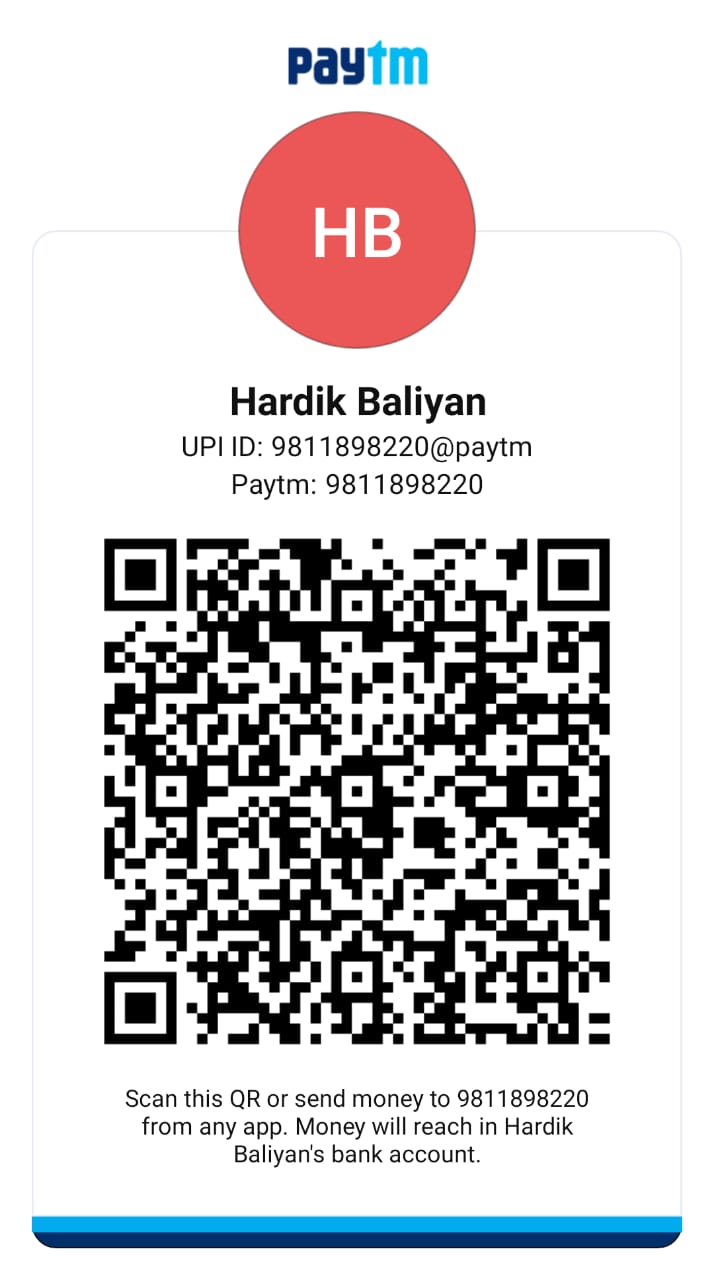 paytm
HB
Hardik Baliyan
UPI ID: 9811898220@paytm
Paytm: 9811898220
Scan this QR or send money to 9811898220
from any app. Money will reach in Hardik
Baliyan's bank account.